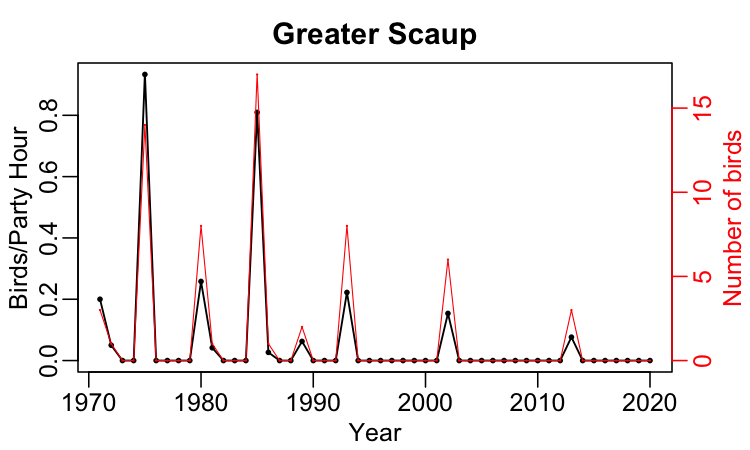 Greater Scaup
Birds/Party Hour
0.0 0.2 0.4 0.6 0.8
0 5 10 15
Number of birds
1970 1980 1990 2000 2010 2020
Year